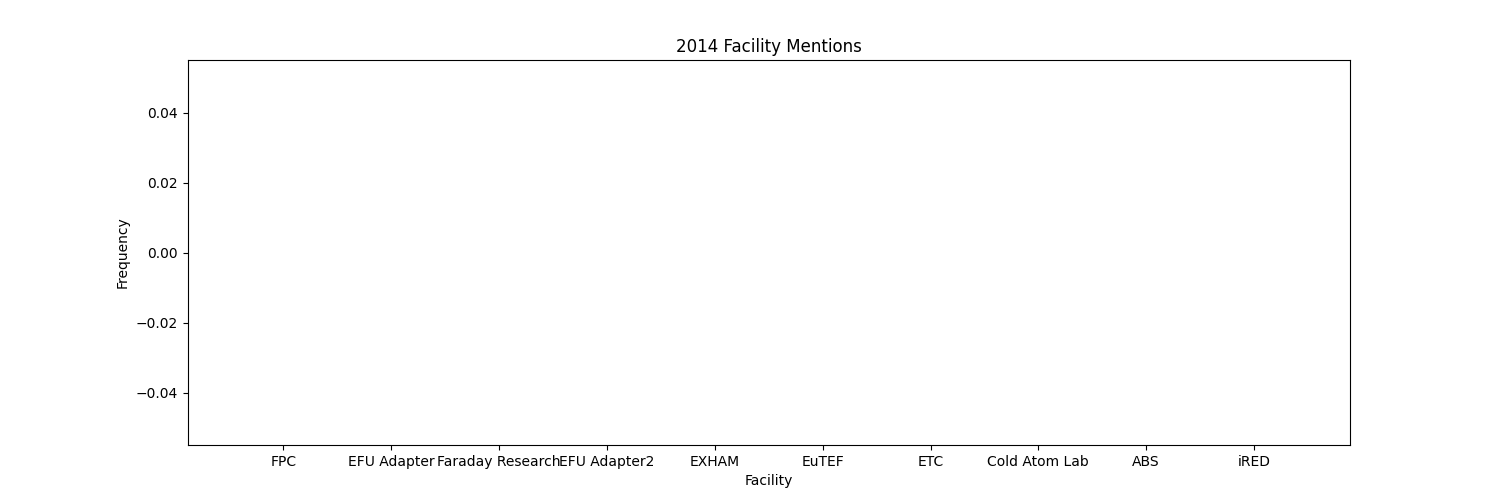 2014 Facility Mentions
Frequency
0.04
0.02
0.00
−0.02
−0.04
FPC EFU Adapter Faraday Research EFU Adapter2 EXHAM EuTEF ETC Cold Atom Lab ABS iRED
Facility